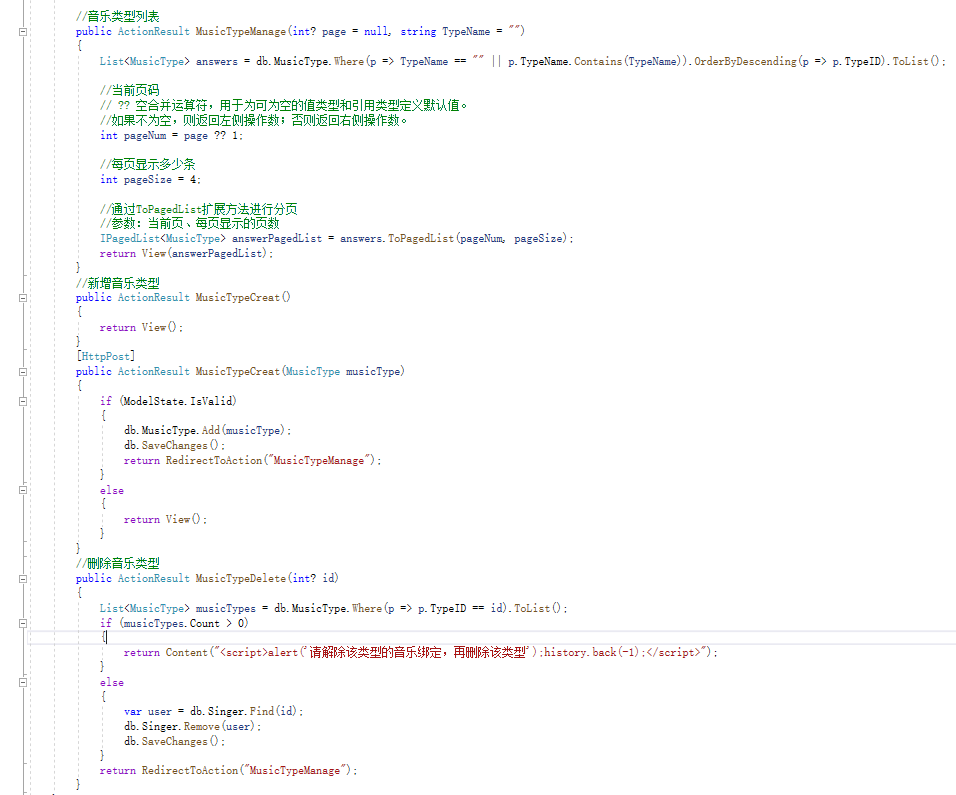 //音乐类型列表
public ActionResult MusicTypeManage(int? page = null, string TypeName = "")
{
List<MusicType> answers = db.MusicType.Where(p => TypeName == "" || p.TypeName.Contains(TypeName)).OrderByDescending(p => p.TypeID).ToList();
//当前页码
// ?? 空合并运算符，用于为可为空的值类型和引用类型定义默认值。
//如果不为空，则返回左侧操作数；否则返回右侧操作数。
int pageNum = page ?? 1;
//每页显示多少条
int pageSize = 4;
//通过ToPagedList扩展方法进行分页
//参数：当前页、每页显示的页数
IPagedList<MusicType> answerPagedList = answers.ToPagedList(pageNum, pageSize);
return View(answerPagedList);
}
//新增音乐类型
public ActionResult MusicTypeCreat()
{
return View();
}
[HttpPost]
public ActionResult MusicTypeCreat(MusicType musicType)
{
if (ModelState.IsValid)
{
db.MusicType.Add(musicType);
db.SaveChanges();
return RedirectToAction("MusicTypeManage");
}
else
{
return View();
}
}
//删除音乐类型
public ActionResult MusicTypeDelete(int? id)
{
List<MusicType> musicTypes = db.MusicType.Where(p => p.TypeID == id).ToList();
if (musicTypes.Count > 0)
{
return Content("<script>alert('请解除该类型的音乐绑定，再删除该类型');history.back(-1);</script>");
}
else
{
var user = db.Singer.Find(id);
db.Singer.Remove(user);
db.SaveChanges();
}
return RedirectToAction("MusicTypeManage");
}